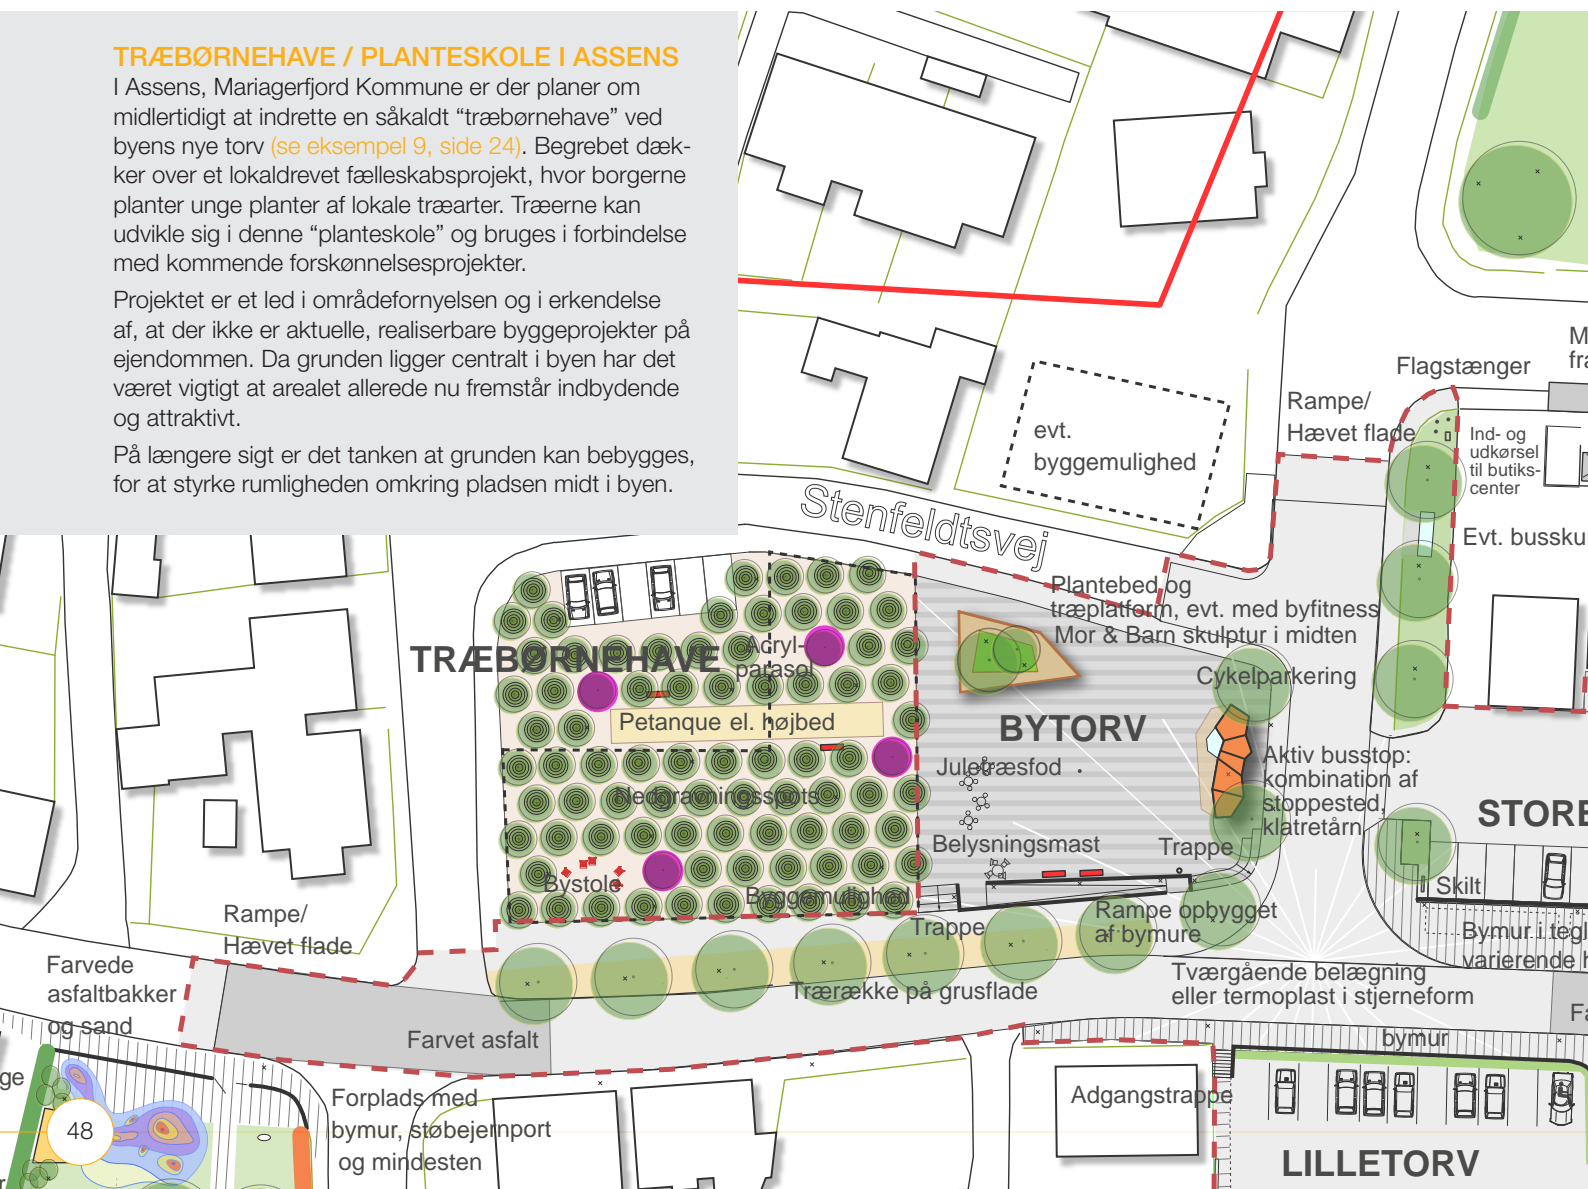 TRÆBØRNEHAVE / PLANTESKOLE I ASSENS
I Assens, Mariagerfjord Kommune er der planer om
midlertidigt at indrette en såkaldt “træbørnehave” ved
byens nye torv (se eksempel 9, side 24). Begrebet dæk-
ker over et lokaldrevet fælleskabsprojekt, hvor borgerne
planter unge planter af lokale træarter. Træerne kan
udvikle sig i denne “planteskole” og bruges i forbindelse
med kommende forskønnelsesprojekter.
Projektet er et led i områdefornyelsen og i erkendelse
af, at der ikke er aktuelle, realiserbare byggeprojekter på
ejendommen. Da grunden ligger centralt i byen har det
været vigtigt at arealet allerede nu fremstår indbydende
og attraktivt.
På længere sigt er det tanken at grunden kan bebygges,
for at styrke rumligheden omkring pladsen midt i byen.
Flagstænger
Rampe/
Hævet flade
Ind- og
udkørsel
til butiks-
center
evt.
byggemulighed
Stenfeldtsvej
Evt. busskur
Plantebed og
træplatform, evt. med byfitness
Mor & Barn skulptur i midten
Cykelparkering
TRÆBØRNEHAVE
Acryl-
parasol
Petanque el. højbed
BYTORV
Juletræsfod
Aktiv busstop:
kombination af
stoppested,
klatretårn
Nedgravningsspots
STORE
Belysningsmast
Trappe
Bystole
Byggemulighed
Skilt
Rampe/
Hævet flade
Trappe
Rampe opbygget
af bymure
Bymur i tegl
varierende h
Farvede
asfaltbakker
og sand
Trærække på grusflade
Tværgående belægning
eller termoplast i stjerneform
Farvet asfalt
bymur
Fa
ge
48
Forplads med
bymur, støbejernport
og mindesten
Adgangstrappe
LILLETORV